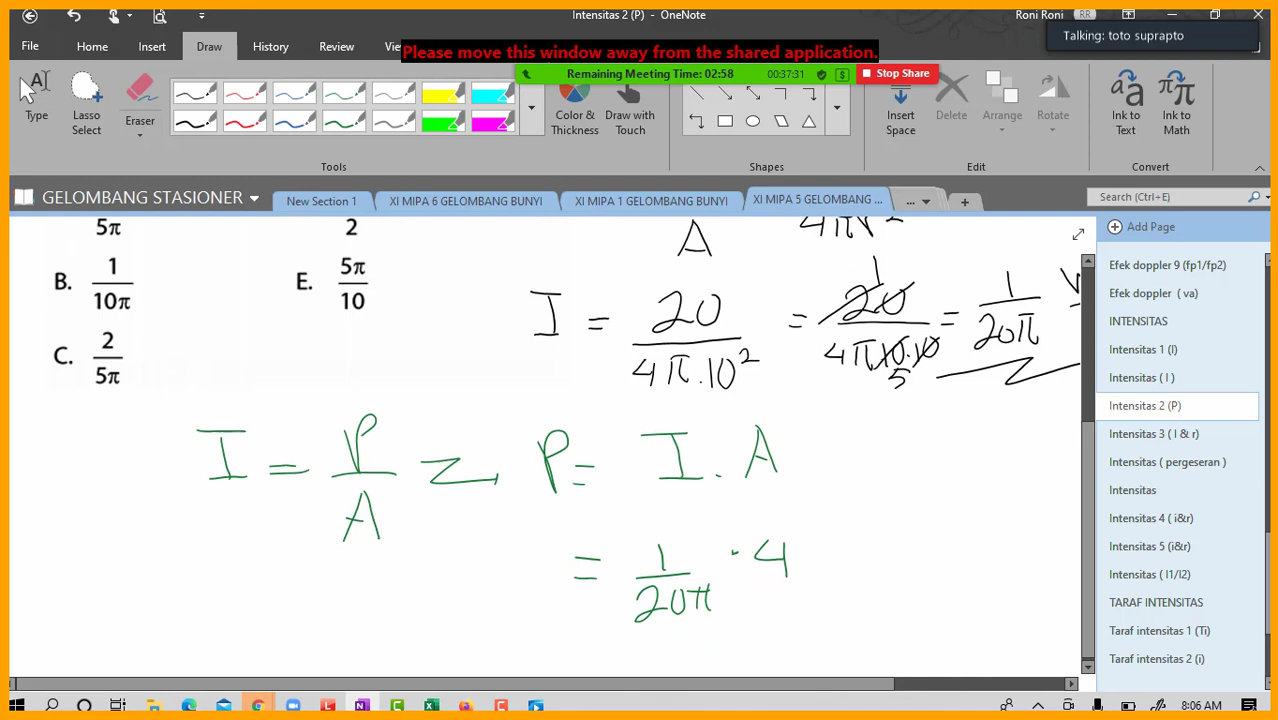 Intensitas 2 (P) - OneNote
Roni Roni RR
Talking: toto suprapto
File Home Insert Draw History Review Vie
Please move this window away from the shared application.
Remaining Meeting Time: 02:58 00:37:31 Stop Share
Type
Lasso Select
Eraser
Color & Thickness
Draw with Touch
Insert Space
Delete
Arrange
Rotate
Ink to Text
Ink to Math
Tools Shapes Edit Convert
GELOMBANG STASIONER
New Section 1
XI MIPA 6 GELOMBANG BUNYI
XI MIPA 1 GELOMBANG BUNYI
XI MIPA 5 GELOMBANG ...
...
Search (Ctrl+E)
5π 2
B. 1/10π E. 5π/10
C. 2/5π
A 4πr²
I = 20/4π.10² = 20/4π10.10 = 1/20π
1
5
I = P/A P = I . A
= 1/20π · 4
Add Page
Efek doppler 9 (fp1/fp2)
Efek doppler ( va)
INTENSITAS
Intensitas 1 (I)
Intensitas ( I )
Intensitas 2 (P)
Intensitas 3 ( I & r)
Intensitas ( pergeseran )
Intensitas
Intensitas 4 ( i&r)
Intensitas 5 (i&r)
Intensitas ( I1/I2)
TARAF INTENSITAS
Taraf intensitas 1 (Ti)
Taraf intensitas 2 (i)
8:06 AM